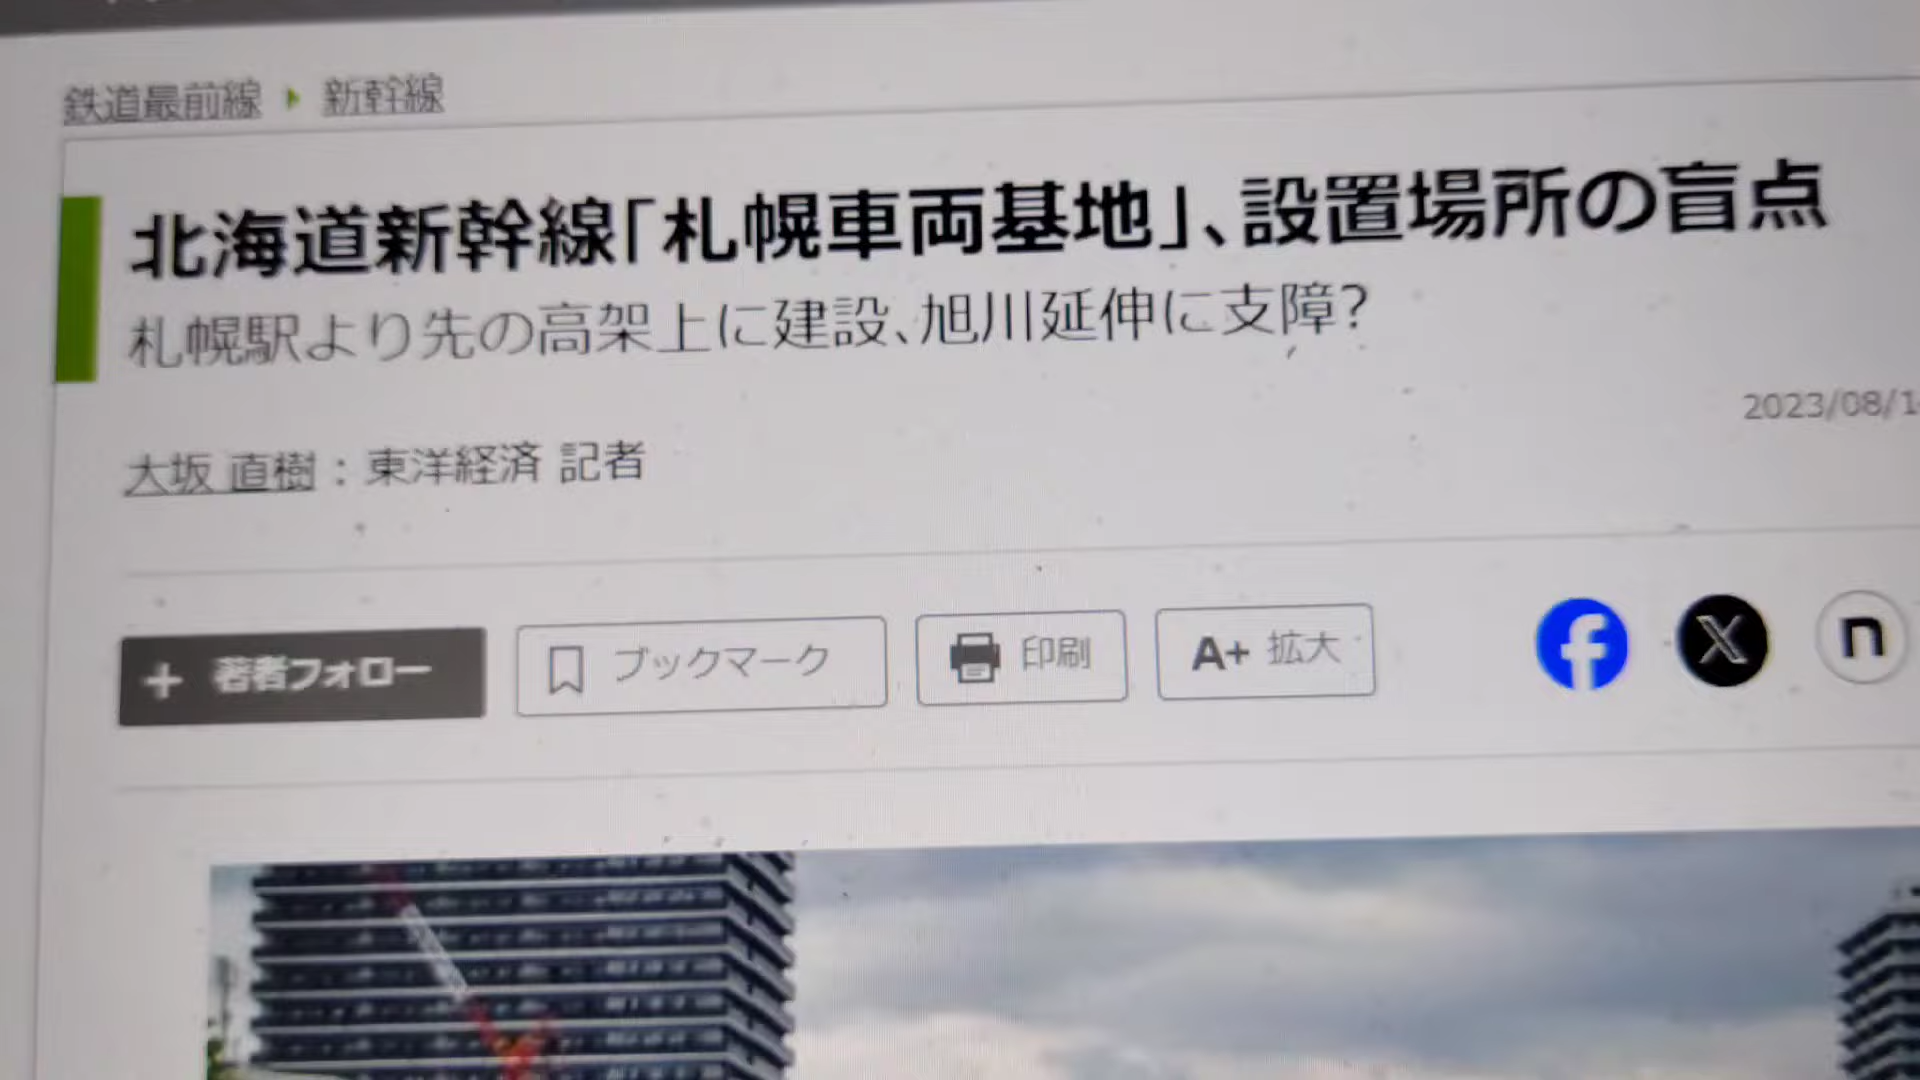 鉄道最前線 新幹線
北海道新幹線「札幌車両基地」、設置場所の盲点
札幌駅より先の高架上に建設、旭川延伸に支障?
2023/08/1
大坂 直樹 : 東洋経済 記者
+ 著者フォロー ブックマーク 印刷 A+ 拡大 f X n